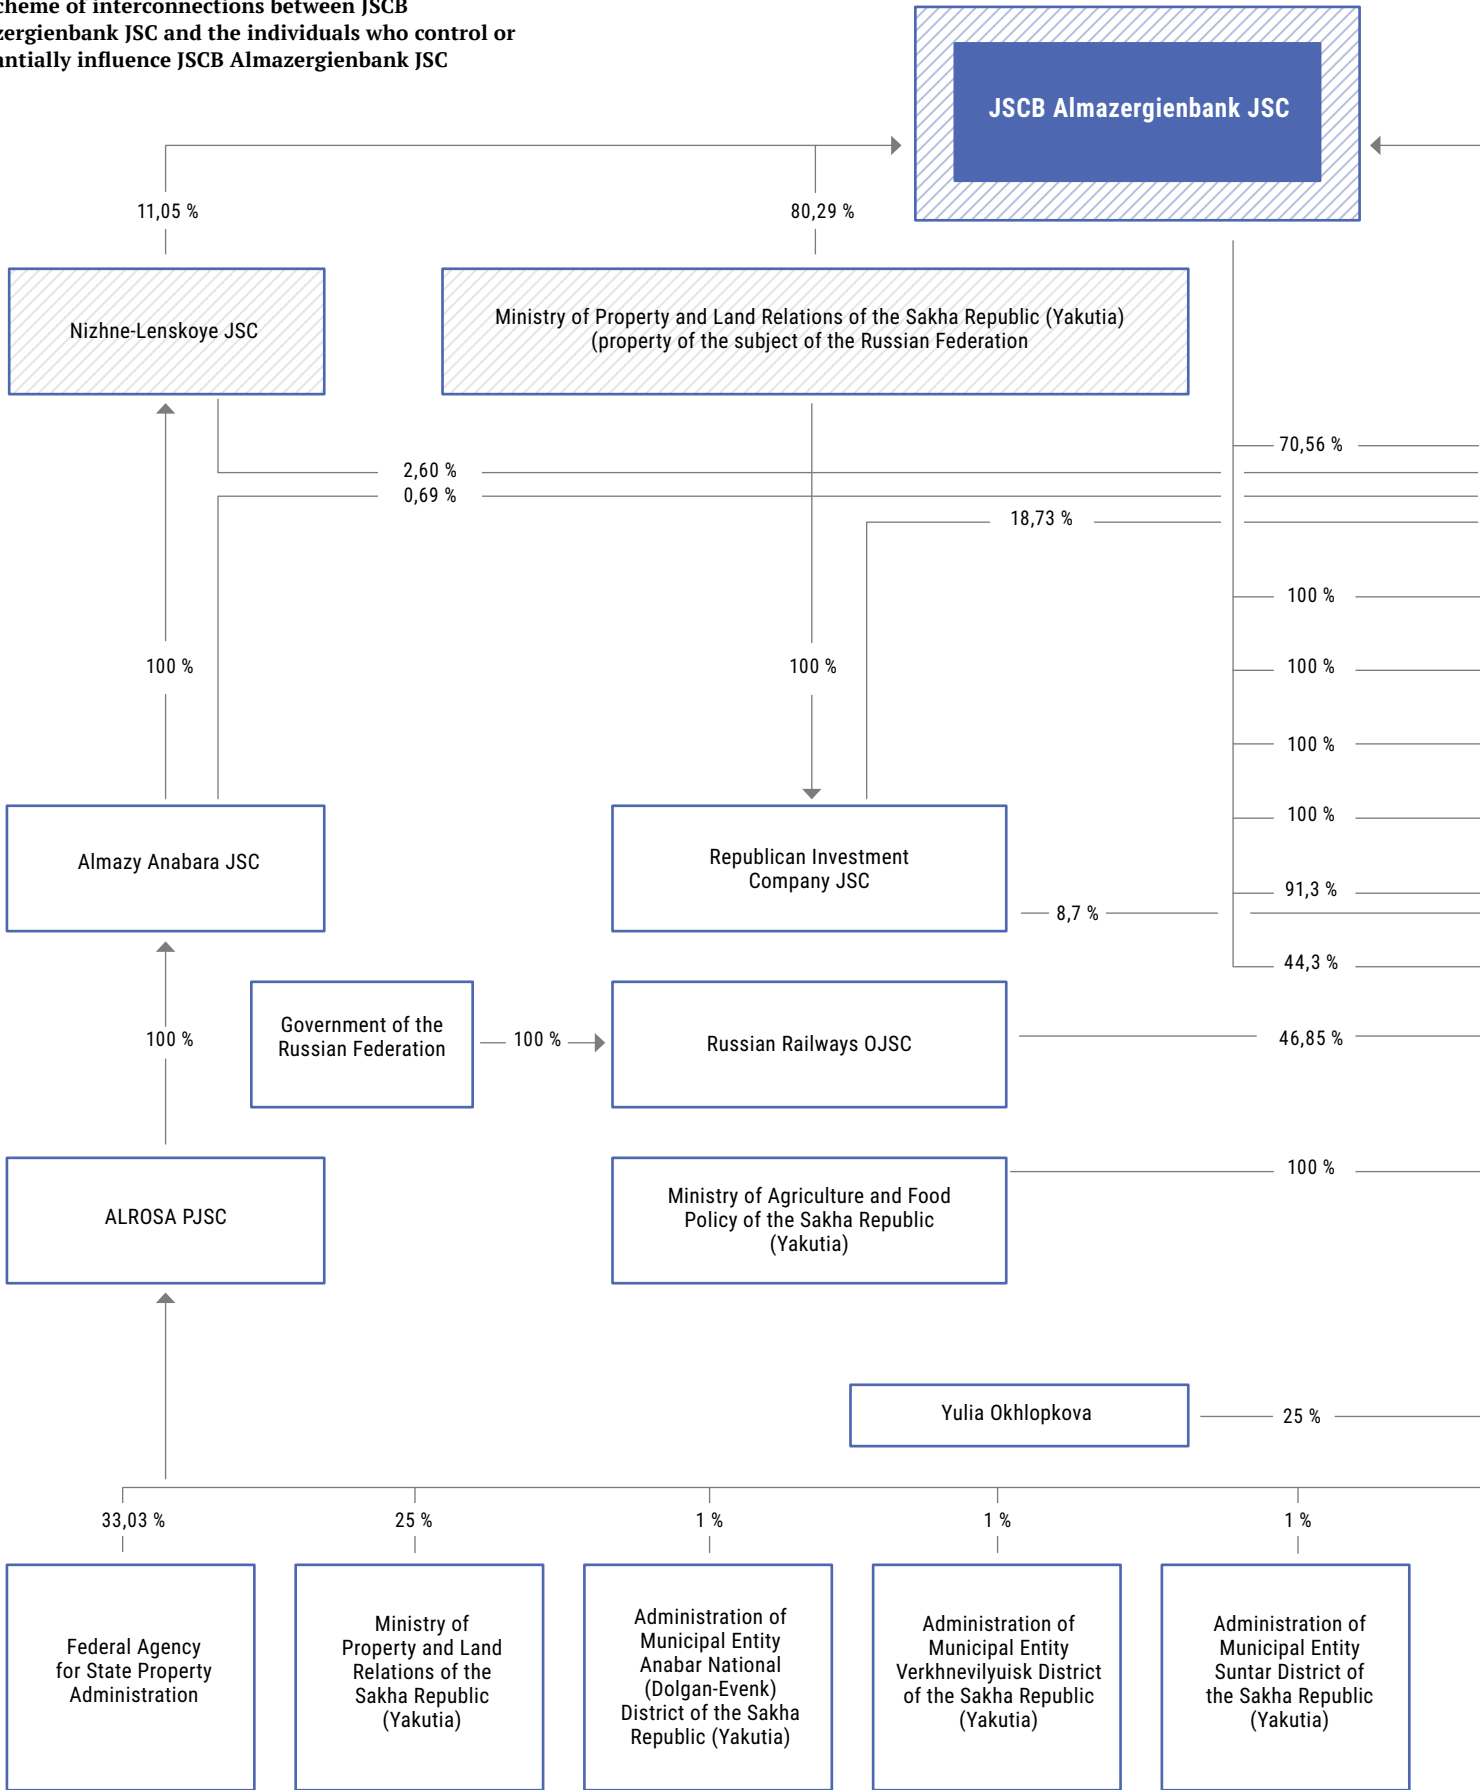 cheme of interconnections between JSCB
zergienbank JSC and the individuals who control or
antially influence JSCB Almazergienbank JSC
JSCB Almazergienbank JSC
11,05 %
80,29 %
Nizhne-Lenskoye JSC
Ministry of Property and Land Relations of the Sakha Republic (Yakutia)
(property of the subject of the Russian Federation
70,56 %
2,60 %
0,69 %
18,73 %
100 %
100 %
100 %
100 %
100 %
100 %
Almazy Anabara JSC
Republican Investment
Company JSC
91,3 %
8,7 %
44,3 %
100 %
Government of the
Russian Federation
100 %
Russian Railways OJSC
46,85 %
ALROSA PJSC
Ministry of Agriculture and Food
Policy of the Sakha Republic
(Yakutia)
100 %
Yulia Okhlopkova
25 %
33,03 %
25 %
1 %
1 %
1 %
Federal Agency
for State Property
Administration
Ministry of
Property and Land
Relations of the
Sakha Republic
(Yakutia)
Administration of
Municipal Entity
Anabar National
(Dolgan-Evenk)
District of the Sakha
Republic (Yakutia)
Administration of
Municipal Entity
Verkhnevilyuisk District
of the Sakha Republic
(Yakutia)
Administration of
Municipal Entity
Suntar District of
the Sakha Republic
(Yakutia)